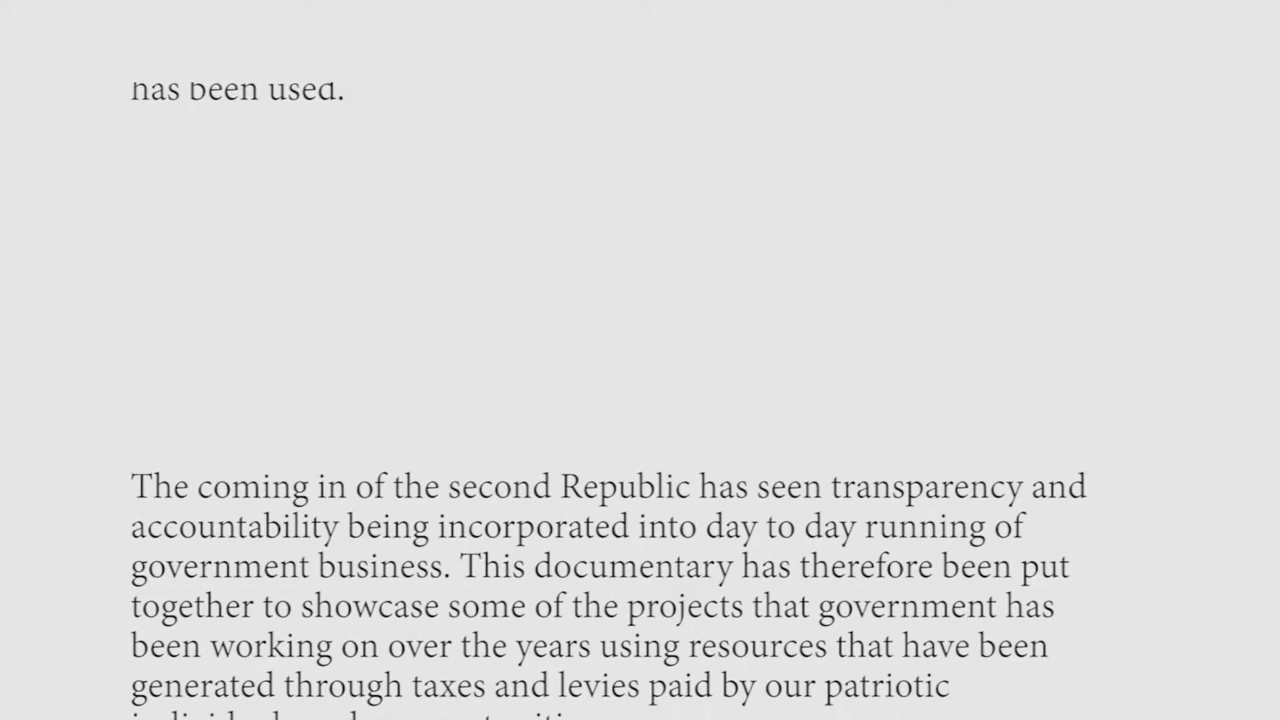 has been used.
The coming in of the second Republic has seen transparency and
accountability being incorporated into day to day running of
government business. This documentary has therefore been put
together to showcase some of the projects that government has
been working on over the years using resources that have been
generated through taxes and levies paid by our patriotic